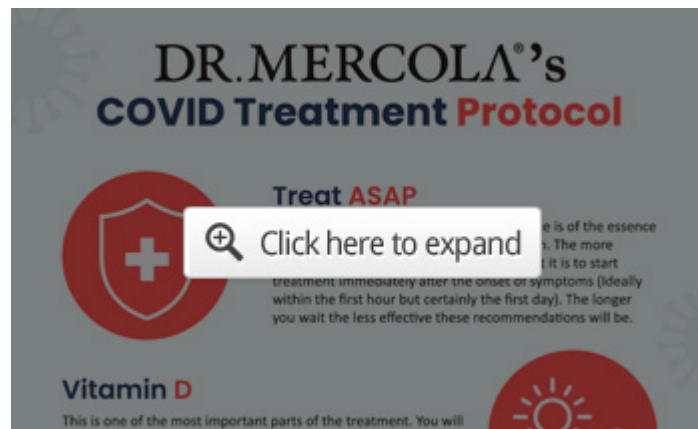 DR.MERCOLA®'s
COVID Treatment Protocol
Treat ASAP
e is of the essence
. The more
t it is to start
Click here to expand
treatment immediately after the onset of symptoms (Ideally
within the first hour but certainly the first day). The longer
you wait the less effective these recommendations will be.
Vitamin D
This is one of the most important parts of the treatment. You will